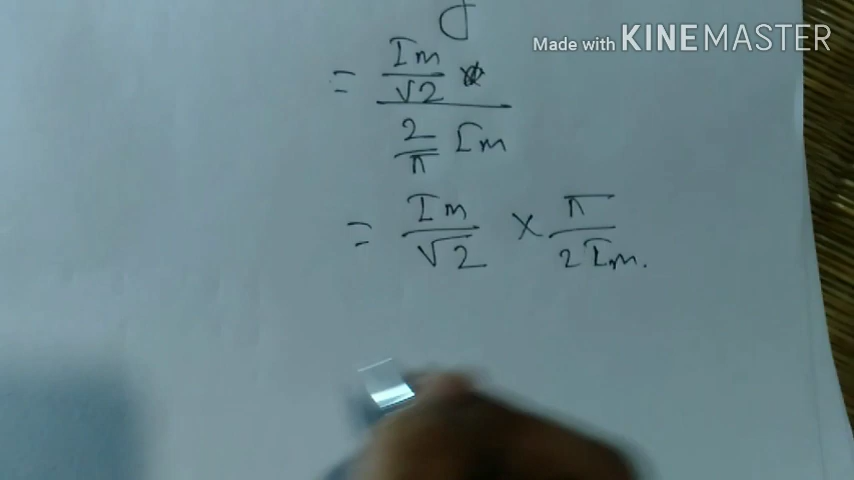 Made with KINEMASTER
= Im/√2
2/π Im
= Im/√2 × π/2Im.